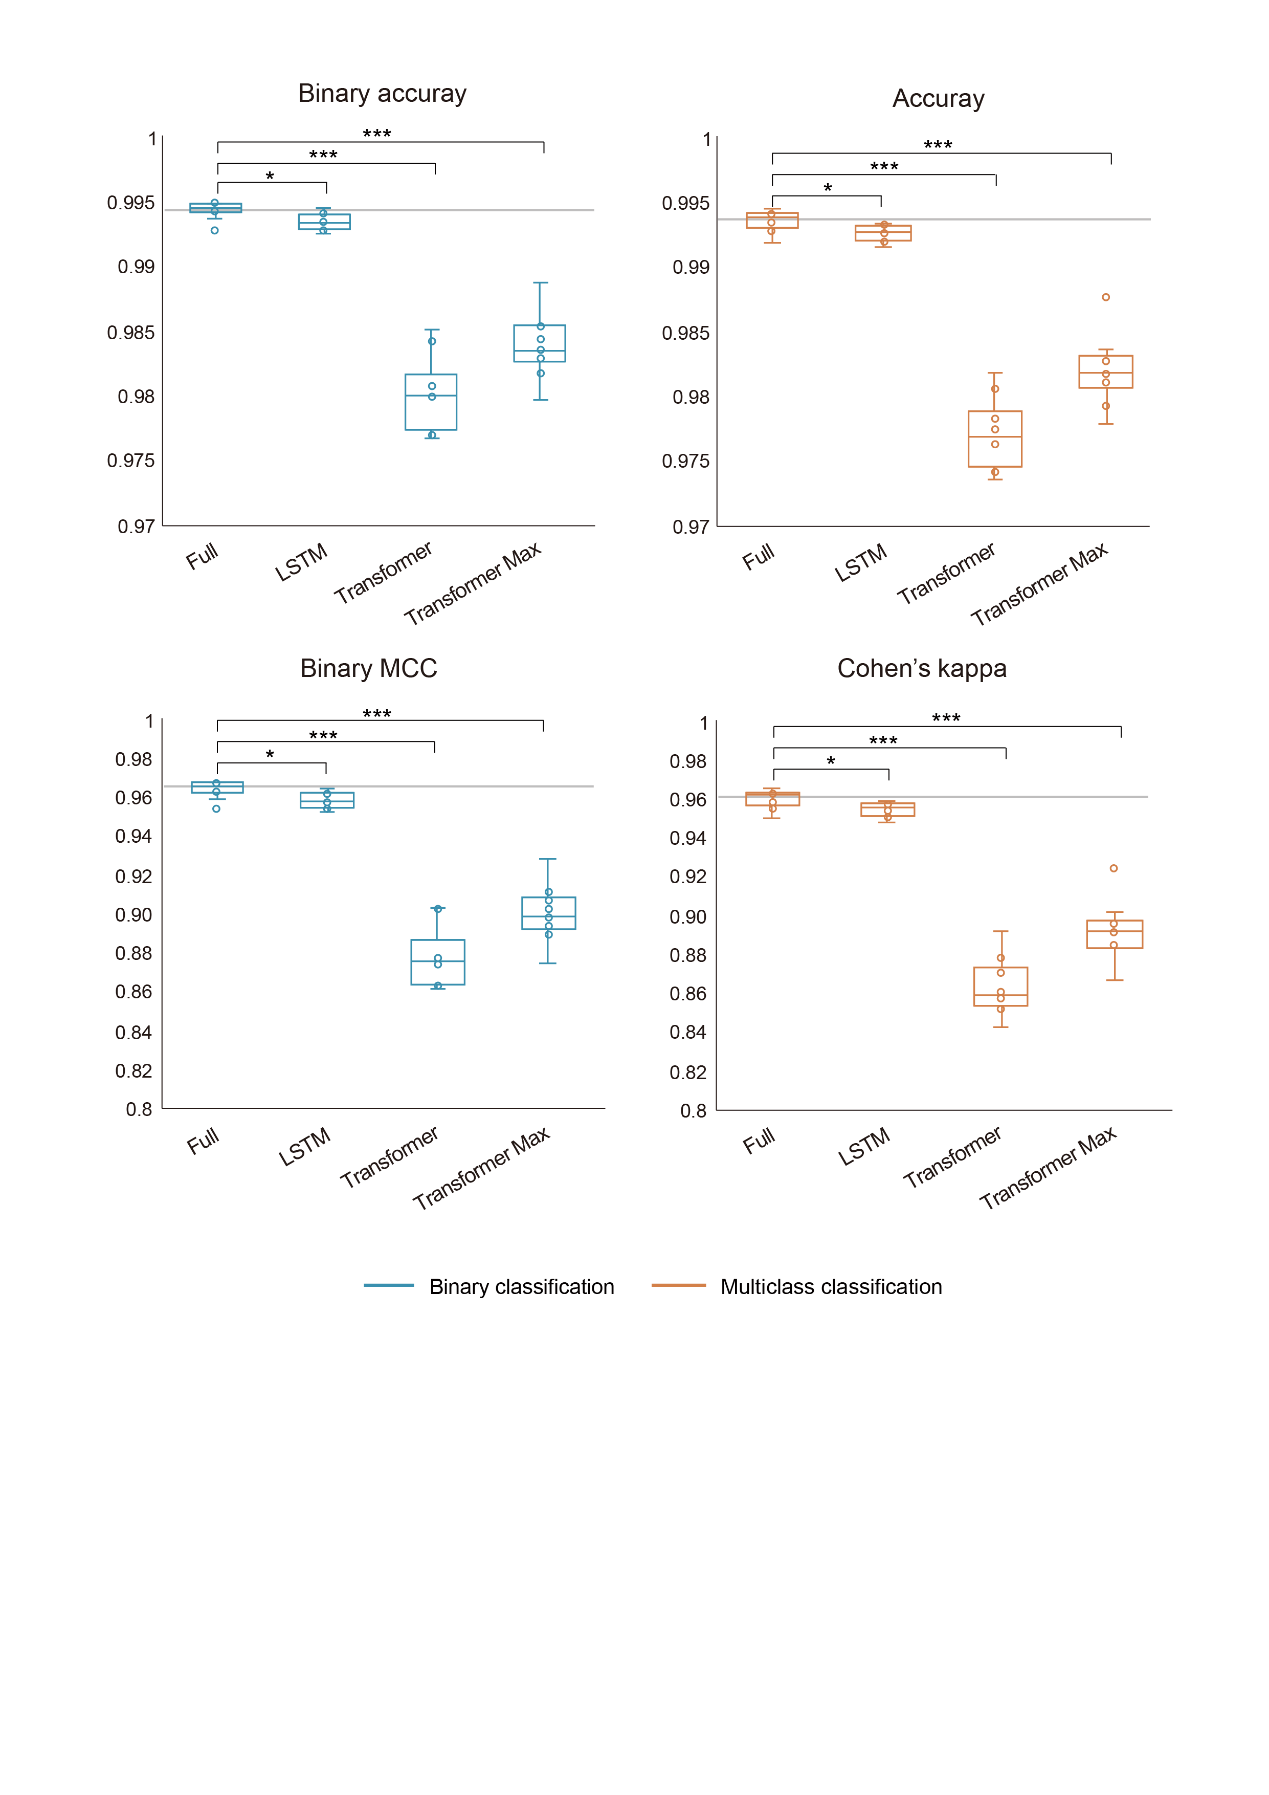 Binary accuray
1
0.995
0.99
0.985
0.98
0.975
0.97
***
***
*
Full
LSTM
Transformer
Transformer Max
Accuray
1
0.995
0.99
0.985
0.98
0.975
0.97
***
***
*
Full
LSTM
Transformer
Transformer Max
Binary MCC
1
0.98
0.96
0.94
0.92
0.90
0.88
0.86
0.84
0.82
0.8
***
***
*
Full
LSTM
Transformer
Transformer Max
Cohen’s kappa
1
0.98
0.96
0.94
0.92
0.90
0.88
0.86
0.84
0.82
0.8
***
***
*
Full
LSTM
Transformer
Transformer Max
Binary classification
Multiclass classification